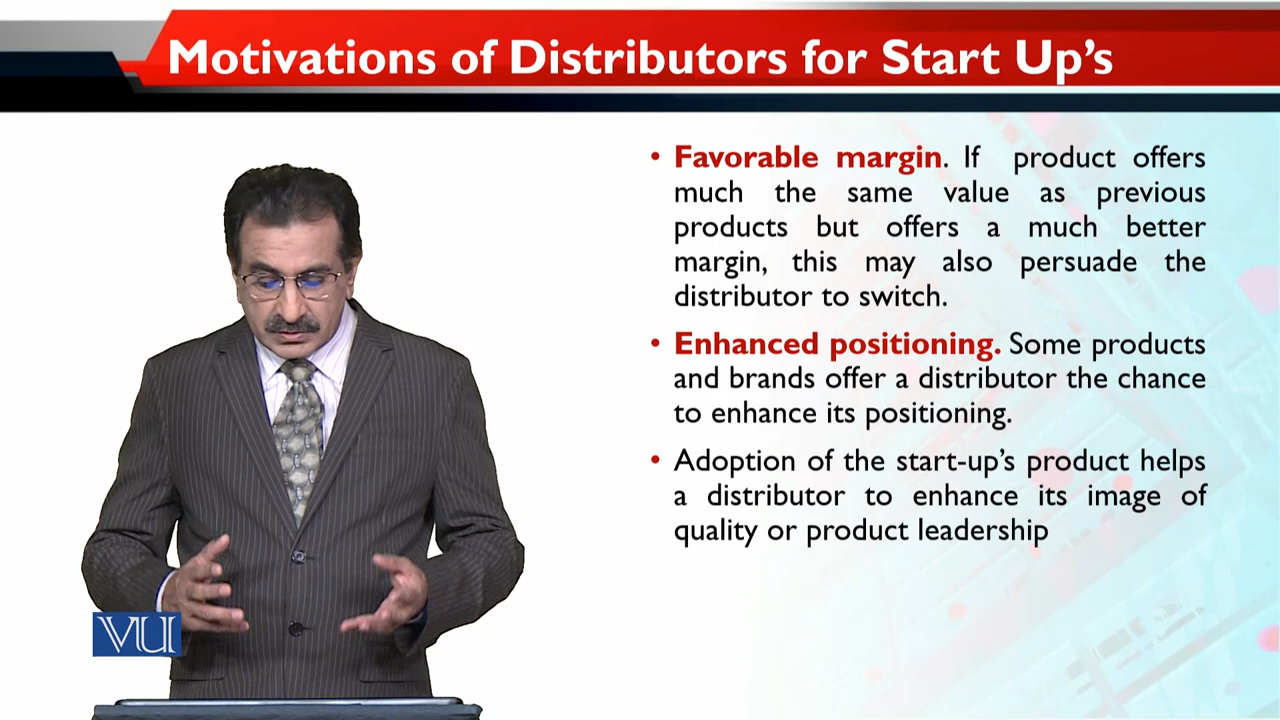 Motivations of Distributors for Start Up's
• Favorable margin. If product offers
much the same value as previous
products but offers a much better
margin, this may also persuade the
distributor to switch.
• Enhanced positioning. Some products
and brands offer a distributor the chance
to enhance its positioning.
• Adoption of the start-up's product helps
a distributor to enhance its image of
quality or product leadership
VU